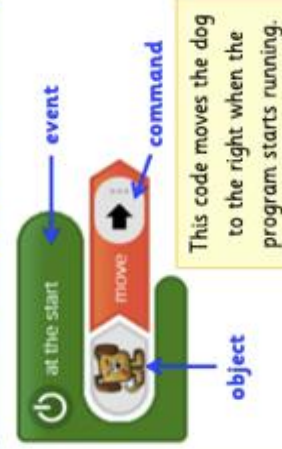 event
at the start
command
move
object
This code moves the dog
to the right when the
program starts running.